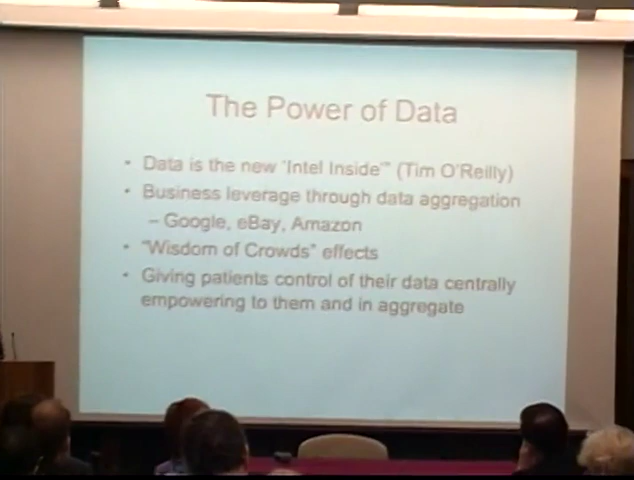 The Power of Data
• Data is the new 'Intel Inside'" (Tim O'Reilly)
• Business leverage through data aggregation
– Google, eBay, Amazon
• "Wisdom of Crowds" effects
• Giving patients control of their data centrally
empowering to them and in aggregate